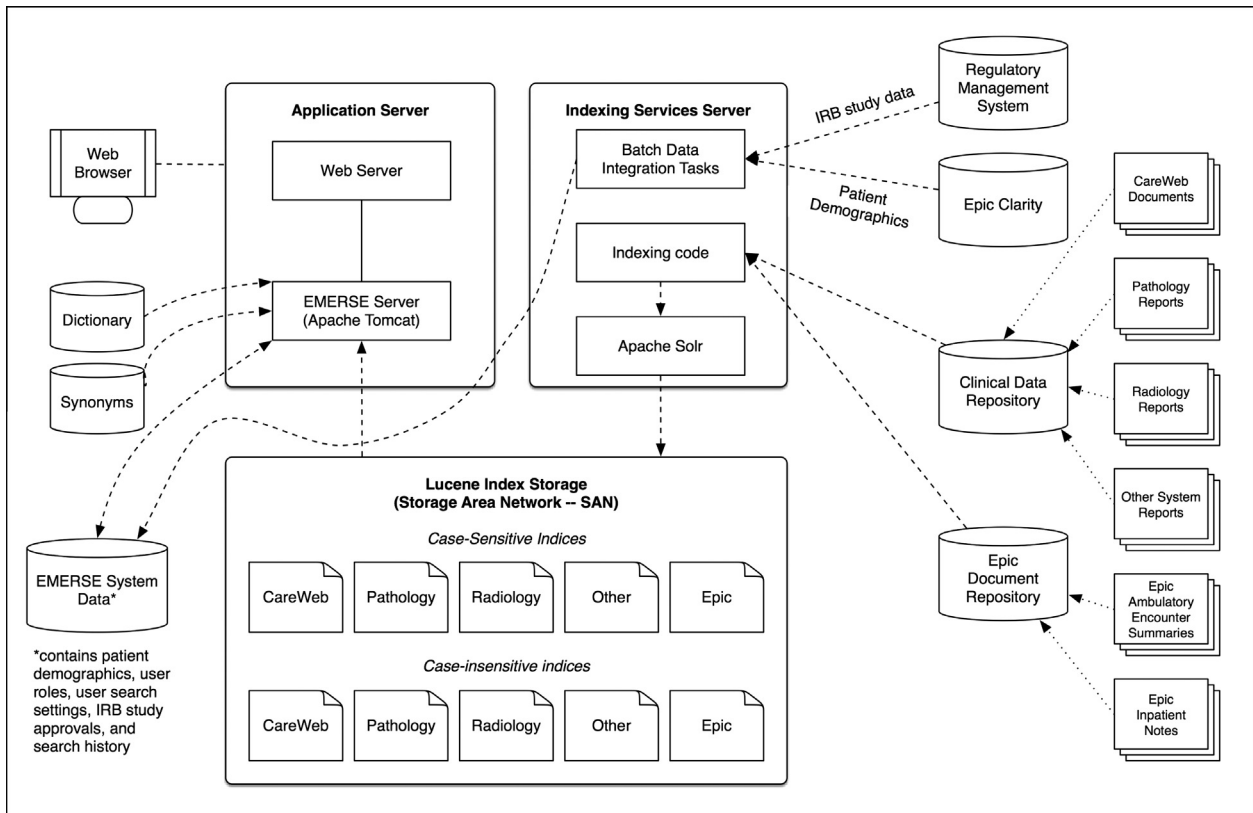 Application Server
Web Server
EMERSE Server
(Apache Tomcat)
Indexing Services Server
Batch Data
Integration Tasks
Indexing code
Apache Solr
Web
Browser
Dictionary
Synonyms
EMERSE System
Data*
*contains patient
demographics, user
roles, user search
settings, IRB study
approvals, and
search history
IRB study data
Patient
Demographics
Regulatory
Management
System
Epic Clarity
Clinical Data
Repository
Epic
Document
Repository
CareWeb
Documents
Pathology
Reports
Radiology
Reports
Other System
Reports
Epic
Ambulatory
Encounter
Summaries
Epic
Inpatient
Notes
Lucene Index Storage
(Storage Area Network -- SAN)
Case-Sensitive Indices
CareWeb
Pathology
Radiology
Other
Epic
Case-insensitive indices
CareWeb
Pathology
Radiology
Other
Epic